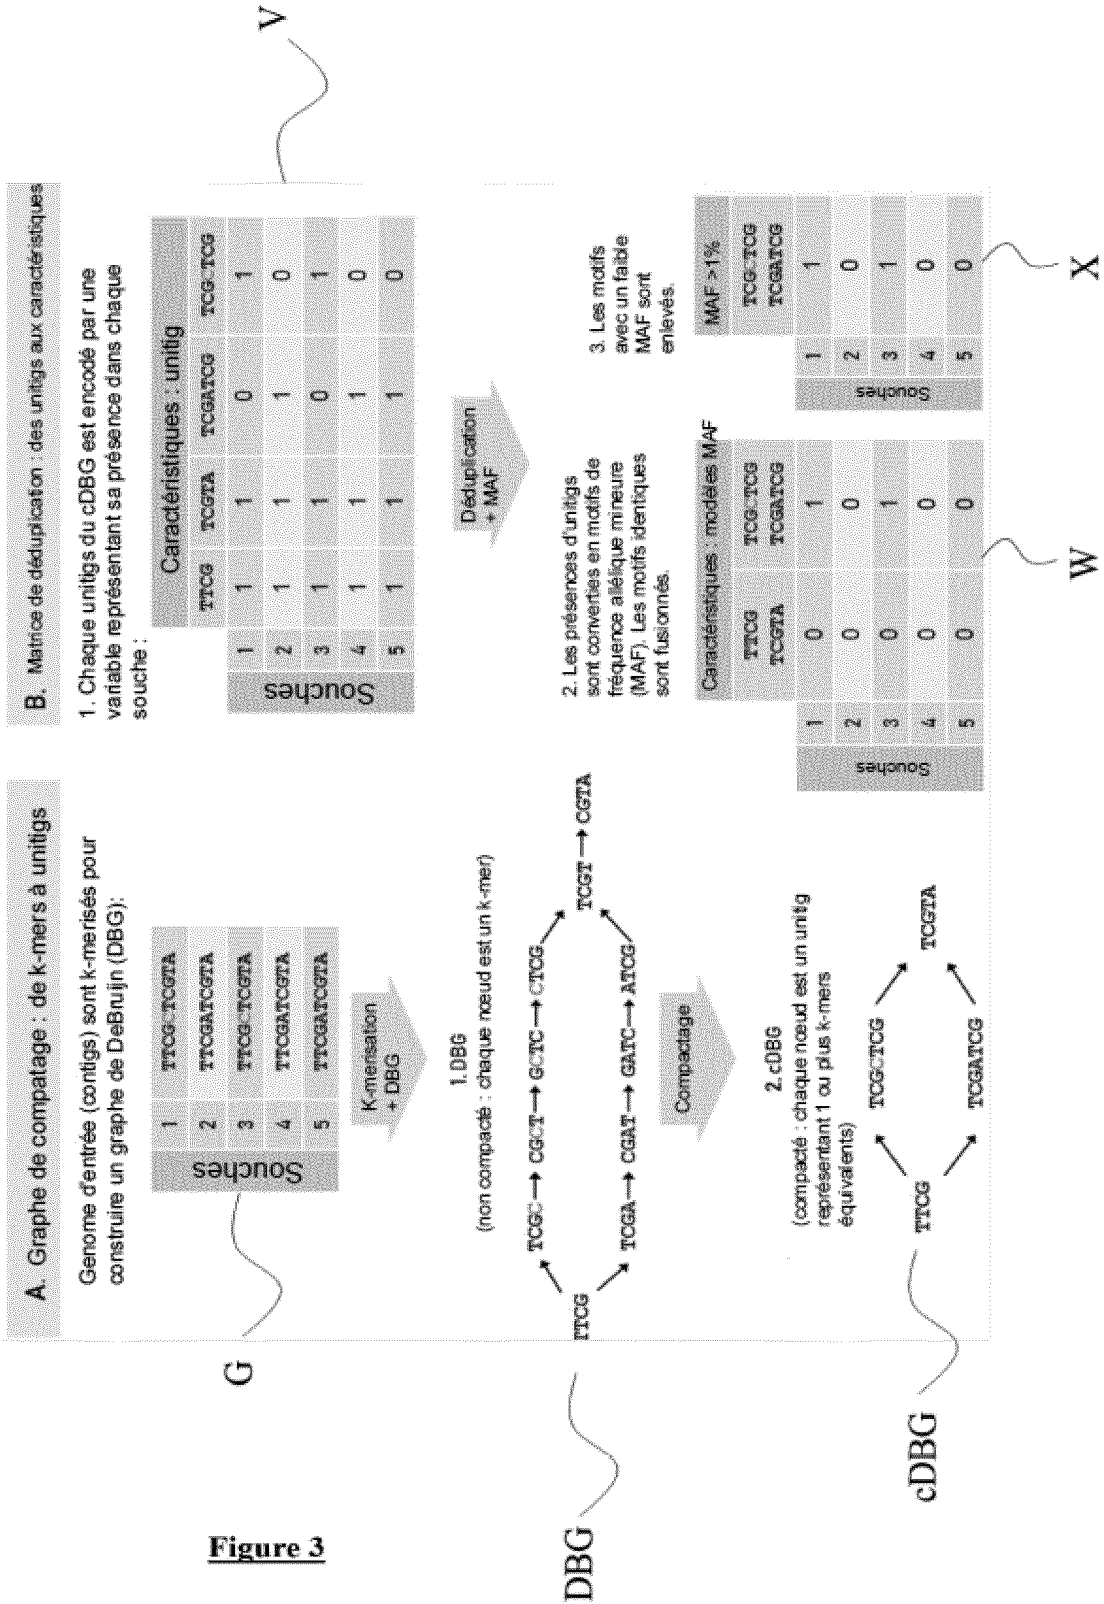 A. Graphe de compatage : de k-mers à unitigs
Genome d'entrée (contigs) sont k-merisés pour
construire un graphe de DeBruijn (DBG):
Souches
1 TTCGCTCGTA
2 TTCGATCGTA
3 TTCGCTCGTA
4 TTCGATCGTA
5 TTCGATCGTA
G
K-merisation
+ DBG
1. DBG
(non compacté : chaque nœud est un k-mer)
TCGC CGCT GCTC CTCG
TTCG
TCGT CGTA
TCGA CGAT GATC ATCG
DBG
Compactage
2. cDBG
(compacté : chaque nœud est un unitig
représentant 1 ou plus k-mers
équivalents)
TCGCTCG
TTCG
TCGTA
TCGATCG
cDBG
B. Matrice de déduplication : des unitigs aux caractéristiques
1. Chaque unitigs du cDBG est encodé par une
variable représentant sa présence dans chaque
souche :
Caractéristiques : unitig
TTCG TCGTA TCGATCG TCGCTCG
Souches
1 1 1 0 1
2 1 1 1 0
3 1 1 0 1
4 1 1 1 0
5 1 1 1 0
V
Déduplication
+ MAF
2. Les présences d'unitigs
sont converties en motifs de
fréquence allélique mineure
(MAF). Les motifs identiques
sont fusionnés.
Caractéristiques : modèles MAF
TTCG TCGCTCG
TCGTA TCGATCG
Souches
1 0 1
2 0 0
3 0 1
4 0 0
5 0 0
W
3. Les motifs
avec un faible
MAF sont
enlevés.
MAF >1%
TCGCTCG
TCGATCG
Souches
1 1
2 0
3 1
4 0
5 0
X
Figure 3